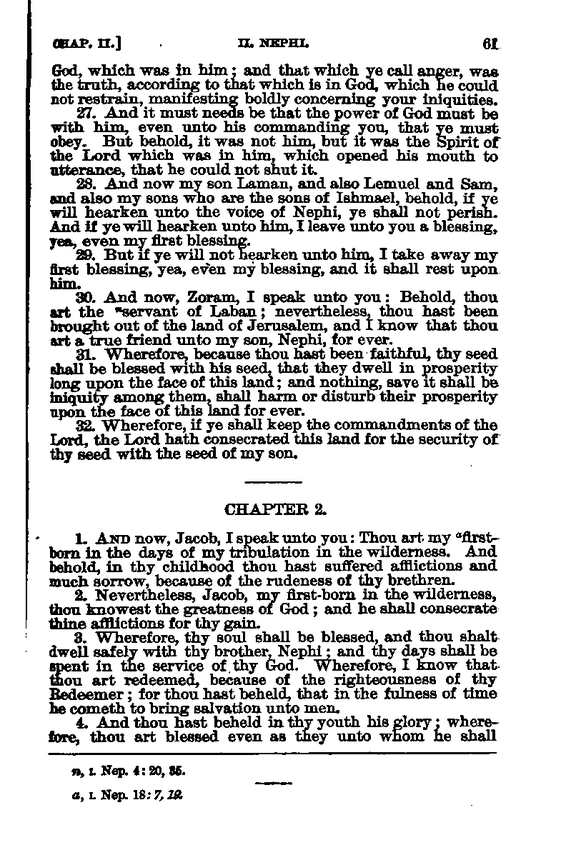 CHAP. II.] II. NEPHI. 61
God, which was in him; and that which ye call anger, was
the truth, according to that which is in God, which he could
not restrain, manifesting boldly concerning your iniquities.
27. And it must needs be that the power of God must be
with him, even unto his commanding you, that ye must
obey. But behold, it was not him, but it was the Spirit of
the Lord which was in him, which opened his mouth to
utterance, that he could not shut it.
28. And now my son Laman, and also Lemuel and Sam,
and also my sons who are the sons of Ishmael, behold, if ye
will hearken unto the voice of Nephi, ye shall not perish.
And if ye will hearken unto him, I leave unto you a blessing,
yea, even my first blessing.
29. But if ye will not hearken unto him, I take away my
first blessing, yea, even my blessing, and it shall rest upon
him.
30. And now, Zoram, I speak unto you: Behold, thou
art the ⁿservant of Laban; nevertheless, thou hast been
brought out of the land of Jerusalem, and I know that thou
art a true friend unto my son, Nephi, for ever.
31. Wherefore, because thou hast been faithful, thy seed
shall be blessed with his seed, that they dwell in prosperity
long upon the face of this land; and nothing, save it shall be
iniquity among them, shall harm or disturb their prosperity
upon the face of this land for ever.
32. Wherefore, if ye shall keep the commandments of the
Lord, the Lord hath consecrated this land for the security of
thy seed with the seed of my son.
CHAPTER 2.
1. AND now, Jacob, I speak unto you: Thou art my ᵃfirst-
born in the days of my tribulation in the wilderness. And
behold, in thy childhood thou hast suffered afflictions and
much sorrow, because of the rudeness of thy brethren.
2. Nevertheless, Jacob, my first-born in the wilderness,
thou knowest the greatness of God; and he shall consecrate
thine afflictions for thy gain.
3. Wherefore, thy soul shall be blessed, and thou shalt
dwell safely with thy brother, Nephi; and thy days shall be
spent in the service of thy God. Wherefore, I know that
thou art redeemed, because of the righteousness of thy
Redeemer; for thou hast beheld, that in the fulness of time
he cometh to bring salvation unto men.
4. And thou hast beheld in thy youth his glory; where-
fore, thou art blessed even as they unto whom he shall
n, I. Nep. 4: 20, 35.
a, I. Nep. 18: 7, 19.